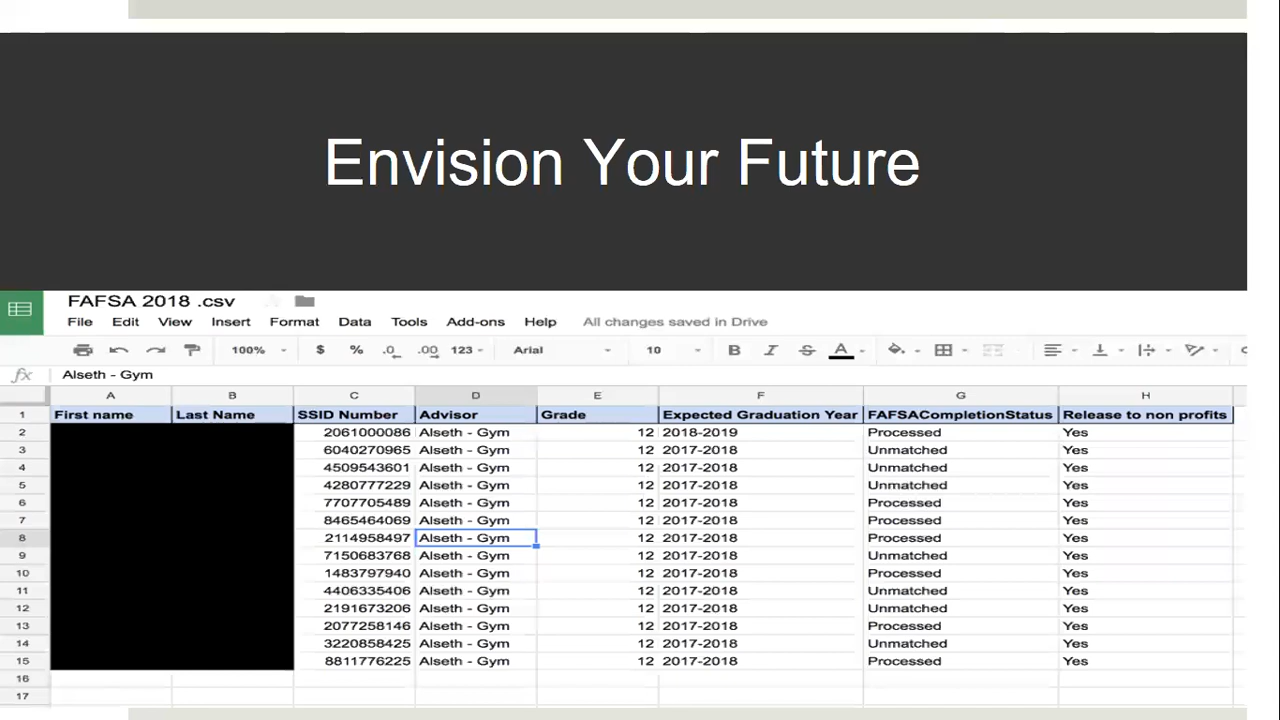 Envision Your Future
FAFSA 2018 .csv
File Edit View Insert Format Data Tools Add-ons Help All changes saved in Drive
100% $ % .0 .00 123 Arial 10 B I S A
fx Alseth - Gym
A B C D E F G H
1 First name Last Name SSID Number Advisor Grade Expected Graduation Year FAFSACompletionStatus Release to non profits
2 2061000086 Alseth - Gym 12 2018-2019 Processed Yes
3 6040270965 Alseth - Gym 12 2017-2018 Unmatched Yes
4 4509543601 Alseth - Gym 12 2017-2018 Unmatched Yes
5 4280777229 Alseth - Gym 12 2017-2018 Unmatched Yes
6 7707705489 Alseth - Gym 12 2017-2018 Processed Yes
7 8465464069 Alseth - Gym 12 2017-2018 Processed Yes
8 2114958497 Alseth - Gym 12 2017-2018 Processed Yes
9 7150683768 Alseth - Gym 12 2017-2018 Unmatched Yes
10 1483797940 Alseth - Gym 12 2017-2018 Processed Yes
11 4406335406 Alseth - Gym 12 2017-2018 Unmatched Yes
12 2191673206 Alseth - Gym 12 2017-2018 Unmatched Yes
13 2077258146 Alseth - Gym 12 2017-2018 Processed Yes
14 3220858425 Alseth - Gym 12 2017-2018 Unmatched Yes
15 8811776225 Alseth - Gym 12 2017-2018 Processed Yes
16
17